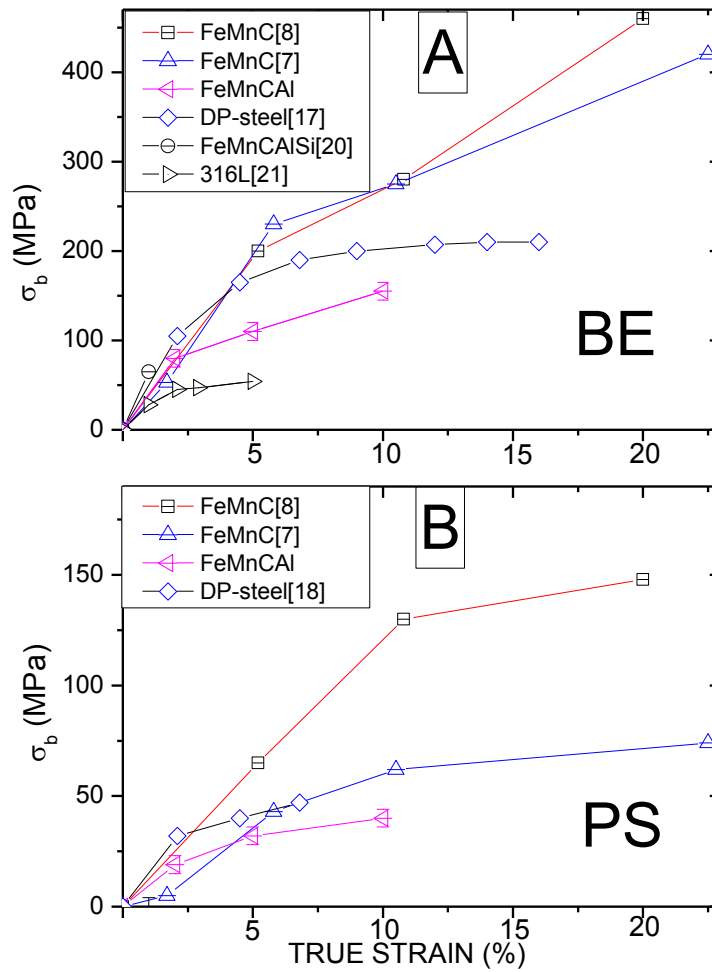 FeMnC[8]
FeMnC[7]
FeMnCAl
DP-steel[17]
FeMnCAlSi[20]
316L[21]
A
400
300
200
100
0
σb (MPa)
5
10
15
20
BE
FeMnC[8]
FeMnC[7]
FeMnCAl
DP-steel[18]
B
150
100
50
0
σb (MPa)
PS
5
10
15
20
TRUE STRAIN (%)